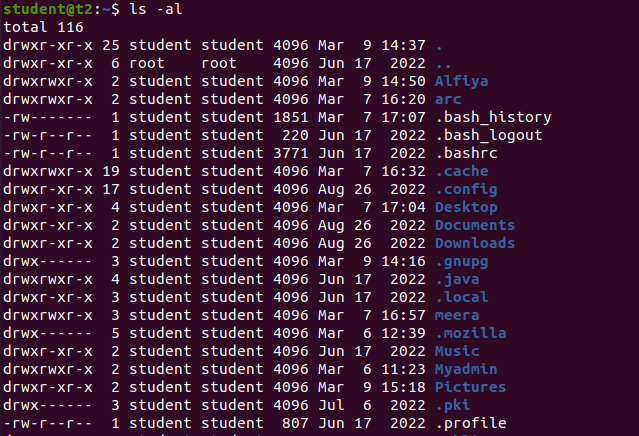 student@t2:~$ ls -al
total 116
drwxr-xr-x 25 student student 4096 Mar  9 14:37 .
drwxr-xr-x  6 root    root    4096 Jun 17  2022 ..
drwxrwxr-x  2 student student 4096 Mar  9 14:50 Alfiya
drwxrwxr-x  2 student student 4096 Mar  7 16:20 arc
-rw-------  1 student student 1851 Mar  7 17:07 .bash_history
-rw-r--r--  1 student student  220 Jun 17  2022 .bash_logout
-rw-r--r--  1 student student 3771 Jun 17  2022 .bashrc
drwxrwxr-x 19 student student 4096 Mar  7 16:32 .cache
drwxr-xr-x 17 student student 4096 Aug 26  2022 .config
drwxr-xr-x  4 student student 4096 Mar  7 17:04 Desktop
drwxr-xr-x  2 student student 4096 Aug 26  2022 Documents
drwxr-xr-x  2 student student 4096 Aug 26  2022 Downloads
drwx------  3 student student 4096 Mar  9 14:16 .gnupg
drwxrwxr-x  4 student student 4096 Jun 17  2022 .java
drwxr-xr-x  3 student student 4096 Jun 17  2022 .local
drwxrwxr-x  3 student student 4096 Mar  7 16:57 meera
drwx------  5 student student 4096 Mar  6 12:39 .mozilla
drwxr-xr-x  2 student student 4096 Jun 17  2022 Music
drwxrwxr-x  2 student student 4096 Mar  6 11:23 Myadmin
drwxr-xr-x  2 student student 4096 Mar  9 15:18 Pictures
drwx------  3 student student 4096 Jul  6  2022 .pki
-rw-r--r--  1 student student  807 Jun 17  2022 .profile